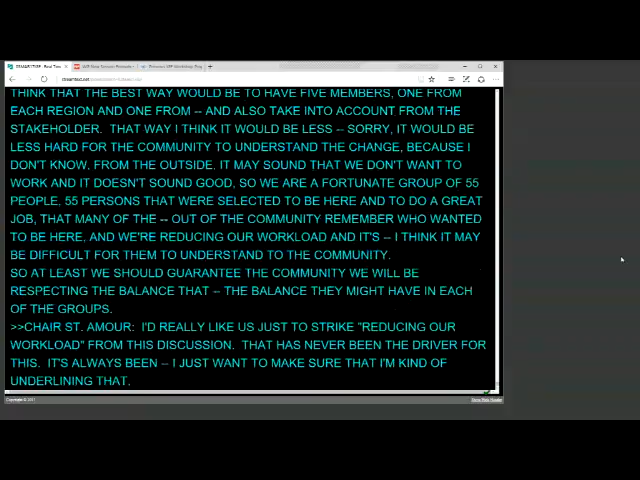 THINK THAT THE BEST WAY WOULD BE TO HAVE FIVE MEMBERS, ONE FROM
EACH REGION AND ONE FROM -- AND ALSO TAKE INTO ACCOUNT FROM THE
STAKEHOLDER.  THAT WAY I THINK IT WOULD BE LESS -- SORRY, IT WOULD BE
LESS HARD FOR THE COMMUNITY TO UNDERSTAND THE CHANGE, BECAUSE I
DON'T KNOW, FROM THE OUTSIDE. IT MAY SOUND THAT WE DON'T WANT TO
WORK AND IT DOESN'T SOUND GOOD, SO WE ARE A FORTUNATE GROUP OF 55
PEOPLE, 55 PERSONS THAT WERE SELECTED TO BE HERE AND TO DO A GREAT
JOB, THAT MANY OF THE -- OUT OF THE COMMUNITY REMEMBER WHO WANTED
TO BE HERE, AND WE'RE REDUCING OUR WORKLOAD AND IT'S -- I THINK IT MAY
BE DIFFICULT FOR THEM TO UNDERSTAND TO THE COMMUNITY.
SO AT LEAST WE SHOULD GUARANTEE THE COMMUNITY WE WILL BE
RESPECTING THE BALANCE THAT -- THE BALANCE THEY MIGHT HAVE IN EACH
OF THE GROUPS.
>>CHAIR ST. AMOUR:  I'D REALLY LIKE US JUST TO STRIKE "REDUCING OUR
WORKLOAD" FROM THIS DISCUSSION.  THAT HAS NEVER BEEN THE DRIVER FOR
THIS.  IT'S ALWAYS BEEN -- I JUST WANT TO MAKE SURE THAT I'M KIND OF
UNDERLINING THAT.